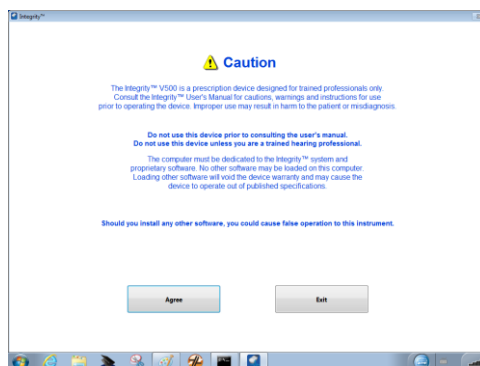 Integrity™
Caution
The Integrity™ V500 is a prescription device designed for trained professionals only.
Consult the Integrity™ User's Manual for cautions, warnings and instructions for use
prior to operating the device. Improper use may result in harm to the patient or misdiagnosis.
Do not use this device prior to consulting the user's manual.
Do not use this device unless you are a trained hearing professional.
The computer must be dedicated to the Integrity™ system and
proprietary software. No other software may be loaded on this computer.
Loading other software will void the device warranty and may cause the
device to operate out of published specifications.
Should you install any other software, you could cause false operation to this instrument.
Agree
Exit